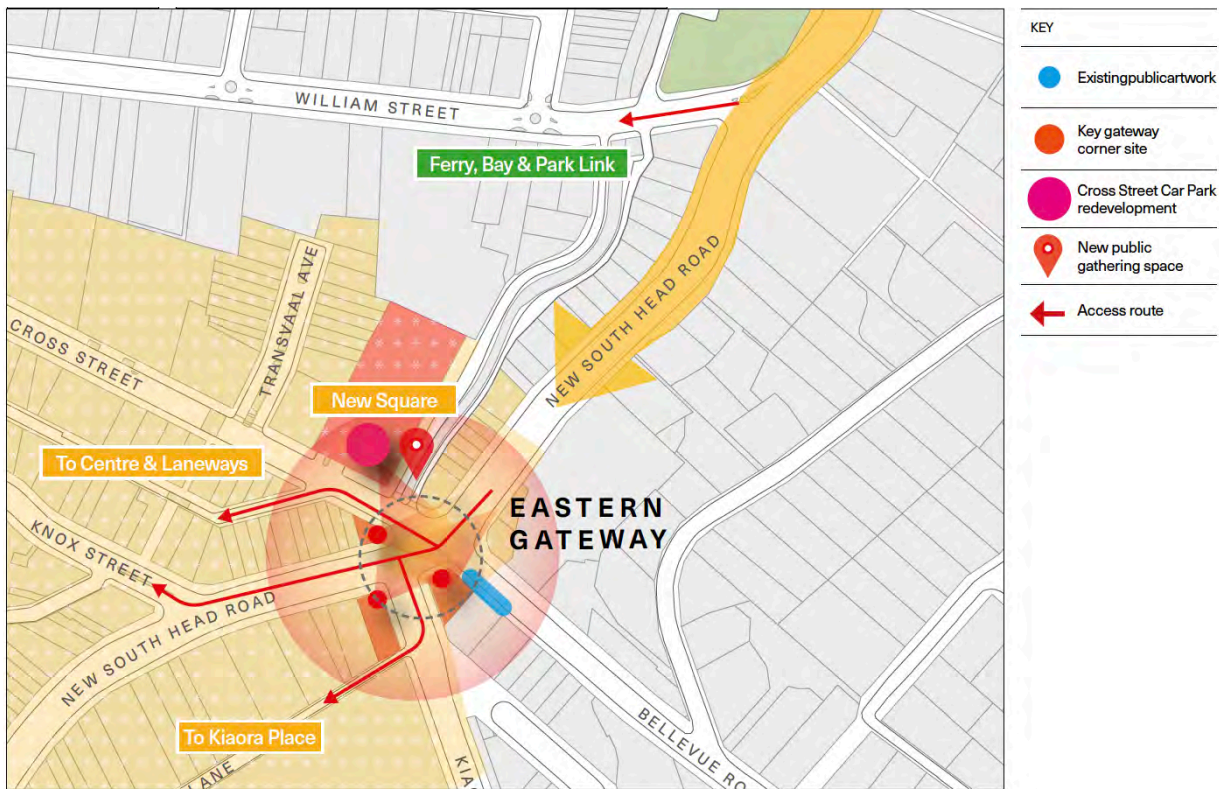 WILLIAM STREET
Ferry, Bay & Park Link
NEW SOUTH HEAD ROAD
TRANSVAAL AVE
CROSS STREET
New Square
To Centre & Laneways
EASTERN
GATEWAY
KNOX STREET
NEW SOUTH HEAD ROAD
To Kiaora Place
LANE
KIAO
BELLEVUE RO
KEY
Existingpublicartwork
Key gateway
corner site
Cross Street Car Park
redevelopment
New public
gathering space
Access route